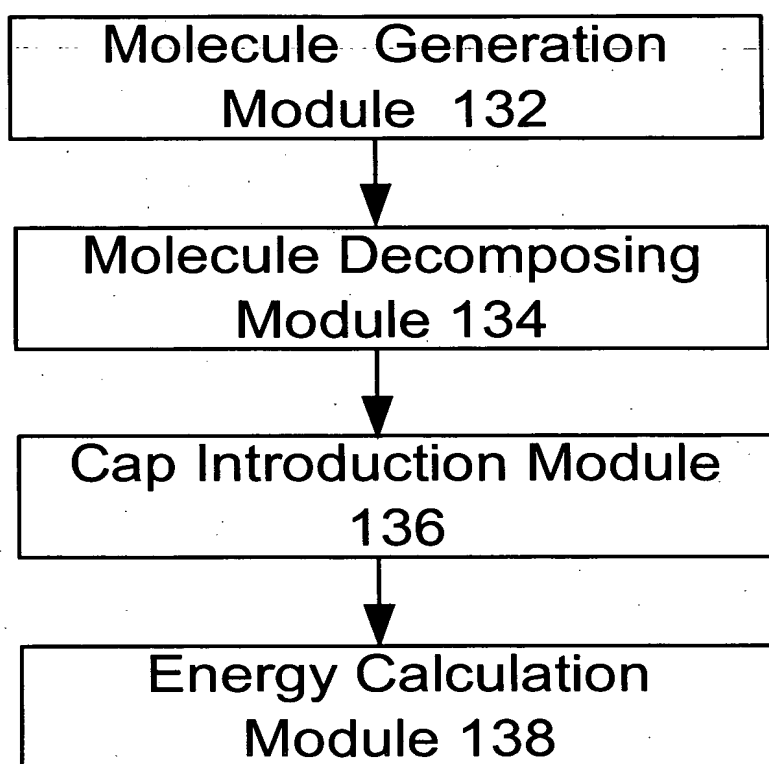 Molecule Generation
Module 132
Molecule Decomposing
Module 134
Cap Introduction Module
136
Energy Calculation
Module 138